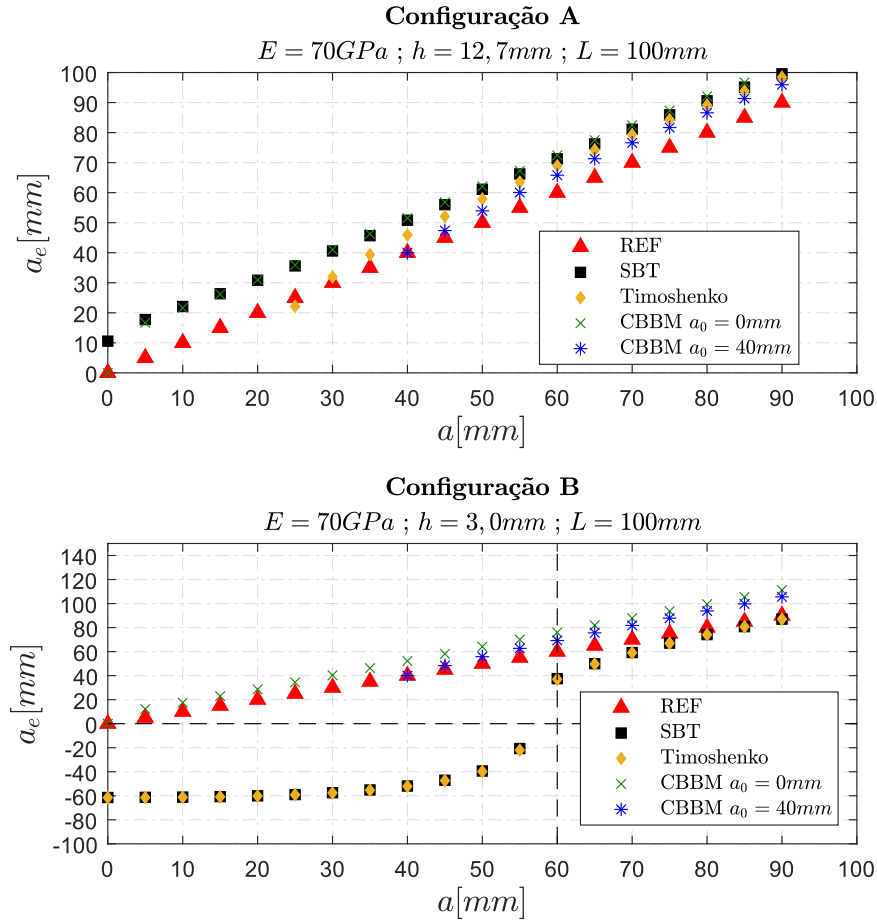 Configuração A
E = 70GPa ; h = 12,7mm ; L = 100mm
100
90
80
70
60
50
40
30
20
10
0
a_e[mm]
REF
SBT
Timoshenko
CBBM a_0 = 0mm
CBBM a_0 = 40mm
0 10 20 30 40 50 60 70 80 90 100
a[mm]
Configuração B
E = 70GPa ; h = 3,0mm ; L = 100mm
140
120
100
80
60
40
20
0
-20
-40
-60
-80
-100
a_e[mm]
REF
SBT
Timoshenko
CBBM a_0 = 0mm
CBBM a_0 = 40mm
0 10 20 30 40 50 60 70 80 90 100
a[mm]